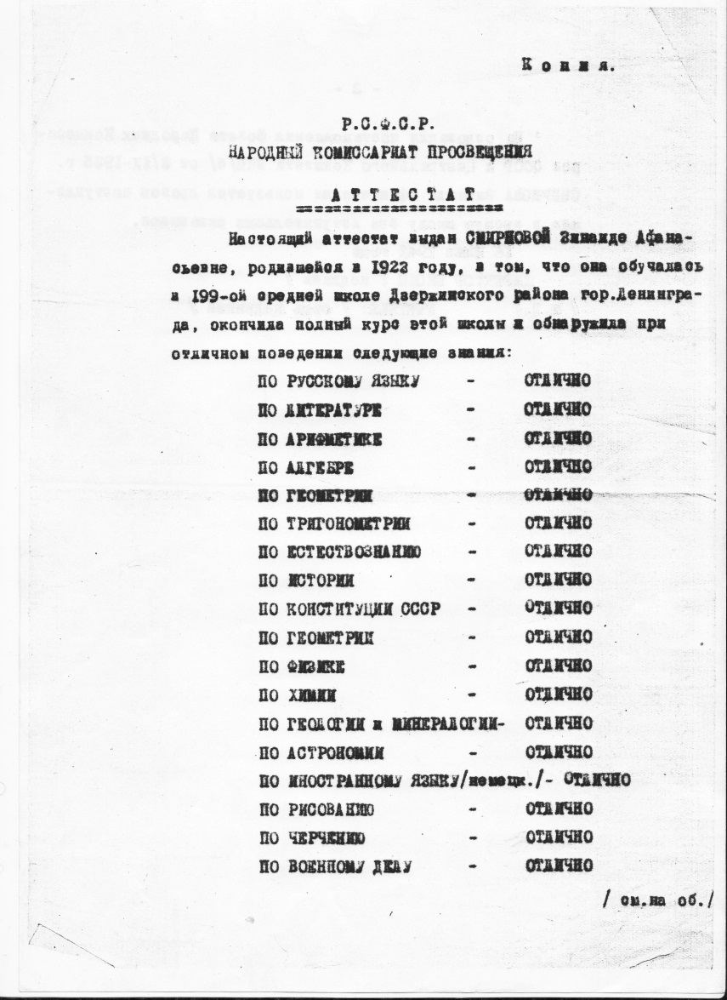 Копия.
Р.С.Ф.С.Р.
НАРОДНЫЙ КОМИССАРИАТ ПРОСВЕЩЕНИЯ
АТТЕСТАТ
Настоящий аттестат выдан СМИРНОВОЙ Зинаиде Афана-
сьевне, родившейся в 1923 году, в том, что она обучалась
в 199-ой средней школе Дзержинского района гор.Ленингра-
да, окончила полный курс этой школы и обнаружила при
отличном поведении следующие знания:
ПО РУССКОМУ ЯЗЫКУ - ОТЛИЧНО
ПО ЛИТЕРАТУРЕ - ОТЛИЧНО
ПО АРИФМЕТИКЕ - ОТЛИЧНО
ПО АЛГЕБРЕ - ОТЛИЧНО
ПО ГЕОМЕТРИИ - ОТЛИЧНО
ПО ТРИГОНОМЕТРИИ - ОТЛИЧНО
ПО ЕСТЕСТВОЗНАНИЮ - ОТЛИЧНО
ПО ИСТОРИИ - ОТЛИЧНО
ПО КОНСТИТУЦИИ СССР - ОТЛИЧНО
ПО ГЕОМЕТРИИ - ОТЛИЧНО
ПО ФИЗИКЕ - ОТЛИЧНО
ПО ХИМИИ - ОТЛИЧНО
ПО ГЕОЛОГИИ и МИНЕРАЛОГИИ- ОТЛИЧНО
ПО АСТРОНОМИИ - ОТЛИЧНО
ПО ИНОСТРАННОМУ ЯЗЫКУ/немецк./- ОТЛИЧНО
ПО РИСОВАНИЮ - ОТЛИЧНО
ПО ЧЕРЧЕНИЮ - ОТЛИЧНО
ПО ВОЕННОМУ ДЕЛУ - ОТЛИЧНО
/ см.на об./